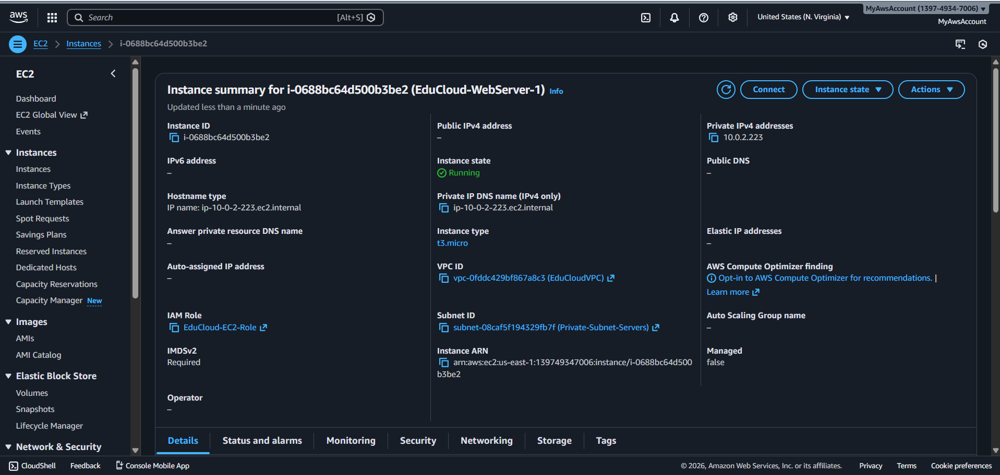 aws
Search [Alt+S]
United States (N. Virginia)
MyAwsAccount (1397-4934-7006)
MyAwsAccount
EC2
Instances
i-0688bc64d500b3be2
EC2
Dashboard
EC2 Global View
Events
Instances
Instances
Instance Types
Launch Templates
Spot Requests
Savings Plans
Reserved Instances
Dedicated Hosts
Capacity Reservations
Capacity Manager New
Images
AMIs
AMI Catalog
Elastic Block Store
Volumes
Snapshots
Lifecycle Manager
Network & Security
Instance summary for i-0688bc64d500b3be2 (EduCloud-WebServer-1) Info
Updated less than a minute ago
Connect
Instance state
Actions
Instance ID
i-0688bc64d500b3be2
Public IPv4 address
–
Private IPv4 addresses
10.0.2.223
IPv6 address
–
Instance state
Running
Public DNS
–
Hostname type
IP name: ip-10-0-2-223.ec2.internal
Private IP DNS name (IPv4 only)
ip-10-0-2-223.ec2.internal
Answer private resource DNS name
–
Instance type
t3.micro
Elastic IP addresses
–
Auto-assigned IP address
–
VPC ID
vpc-0fddc429bf867a8c3 (EduCloudVPC)
AWS Compute Optimizer finding
Opt-in to AWS Compute Optimizer for recommendations. |
Learn more
IAM Role
EduCloud-EC2-Role
Subnet ID
subnet-08caf5f194329fb7f (Private-Subnet-Servers)
Auto Scaling Group name
–
IMDSv2
Required
Instance ARN
arn:aws:ec2:us-east-1:139749347006:instance/i-0688bc64d500
b3be2
Managed
false
Operator
–
Details
Status and alarms
Monitoring
Security
Networking
Storage
Tags
CloudShell
Feedback
Console Mobile App
© 2026, Amazon Web Services, Inc. or its affiliates.
Privacy
Terms
Cookie preferences